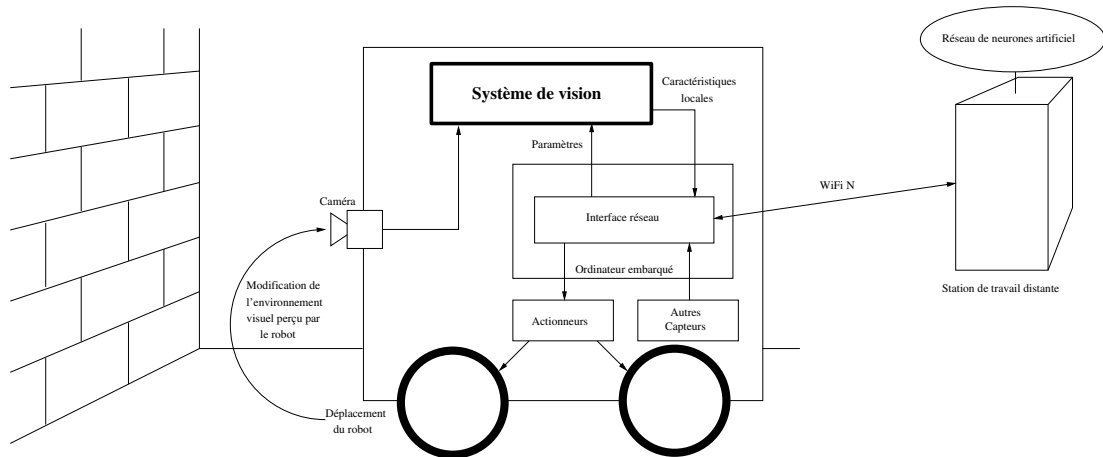 Réseau de neurones artificiel
Système de vision
Caractéristiques
locales
Paramètres
WiFi N
Caméra
Interface réseau
Ordinateur embarqué
Station de travail distante
Modification de
l'environnement
visuel perçu par
le robot
Actionneurs
Autres
Capteurs
Déplacement
du robot